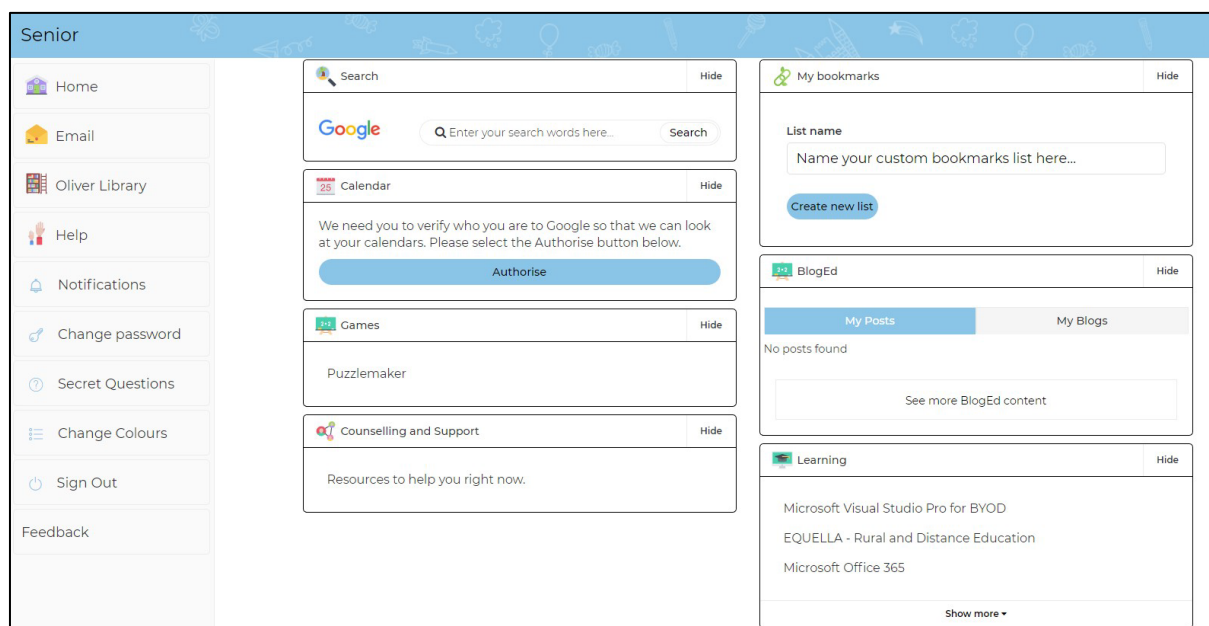 Senior
Home
Email
Oliver Library
Help
Notifications
Change password
Secret Questions
Change Colours
Sign Out
Feedback
Search
Hide
Google
Enter your search words here...
Search
25
Calendar
Hide
We need you to verify who you are to Google so that we can look
at your calendars. Please select the Authorise button below.
Authorise
Games
Hide
Puzzlemaker
Counselling and Support
Hide
Resources to help you right now.
My bookmarks
Hide
List name
Name your custom bookmarks list here...
Create new list
BlogEd
Hide
My Posts
My Blogs
No posts found
See more BlogEd content
Learning
Hide
Microsoft Visual Studio Pro for BYOD
EQUELLA - Rural and Distance Education
Microsoft Office 365
Show more